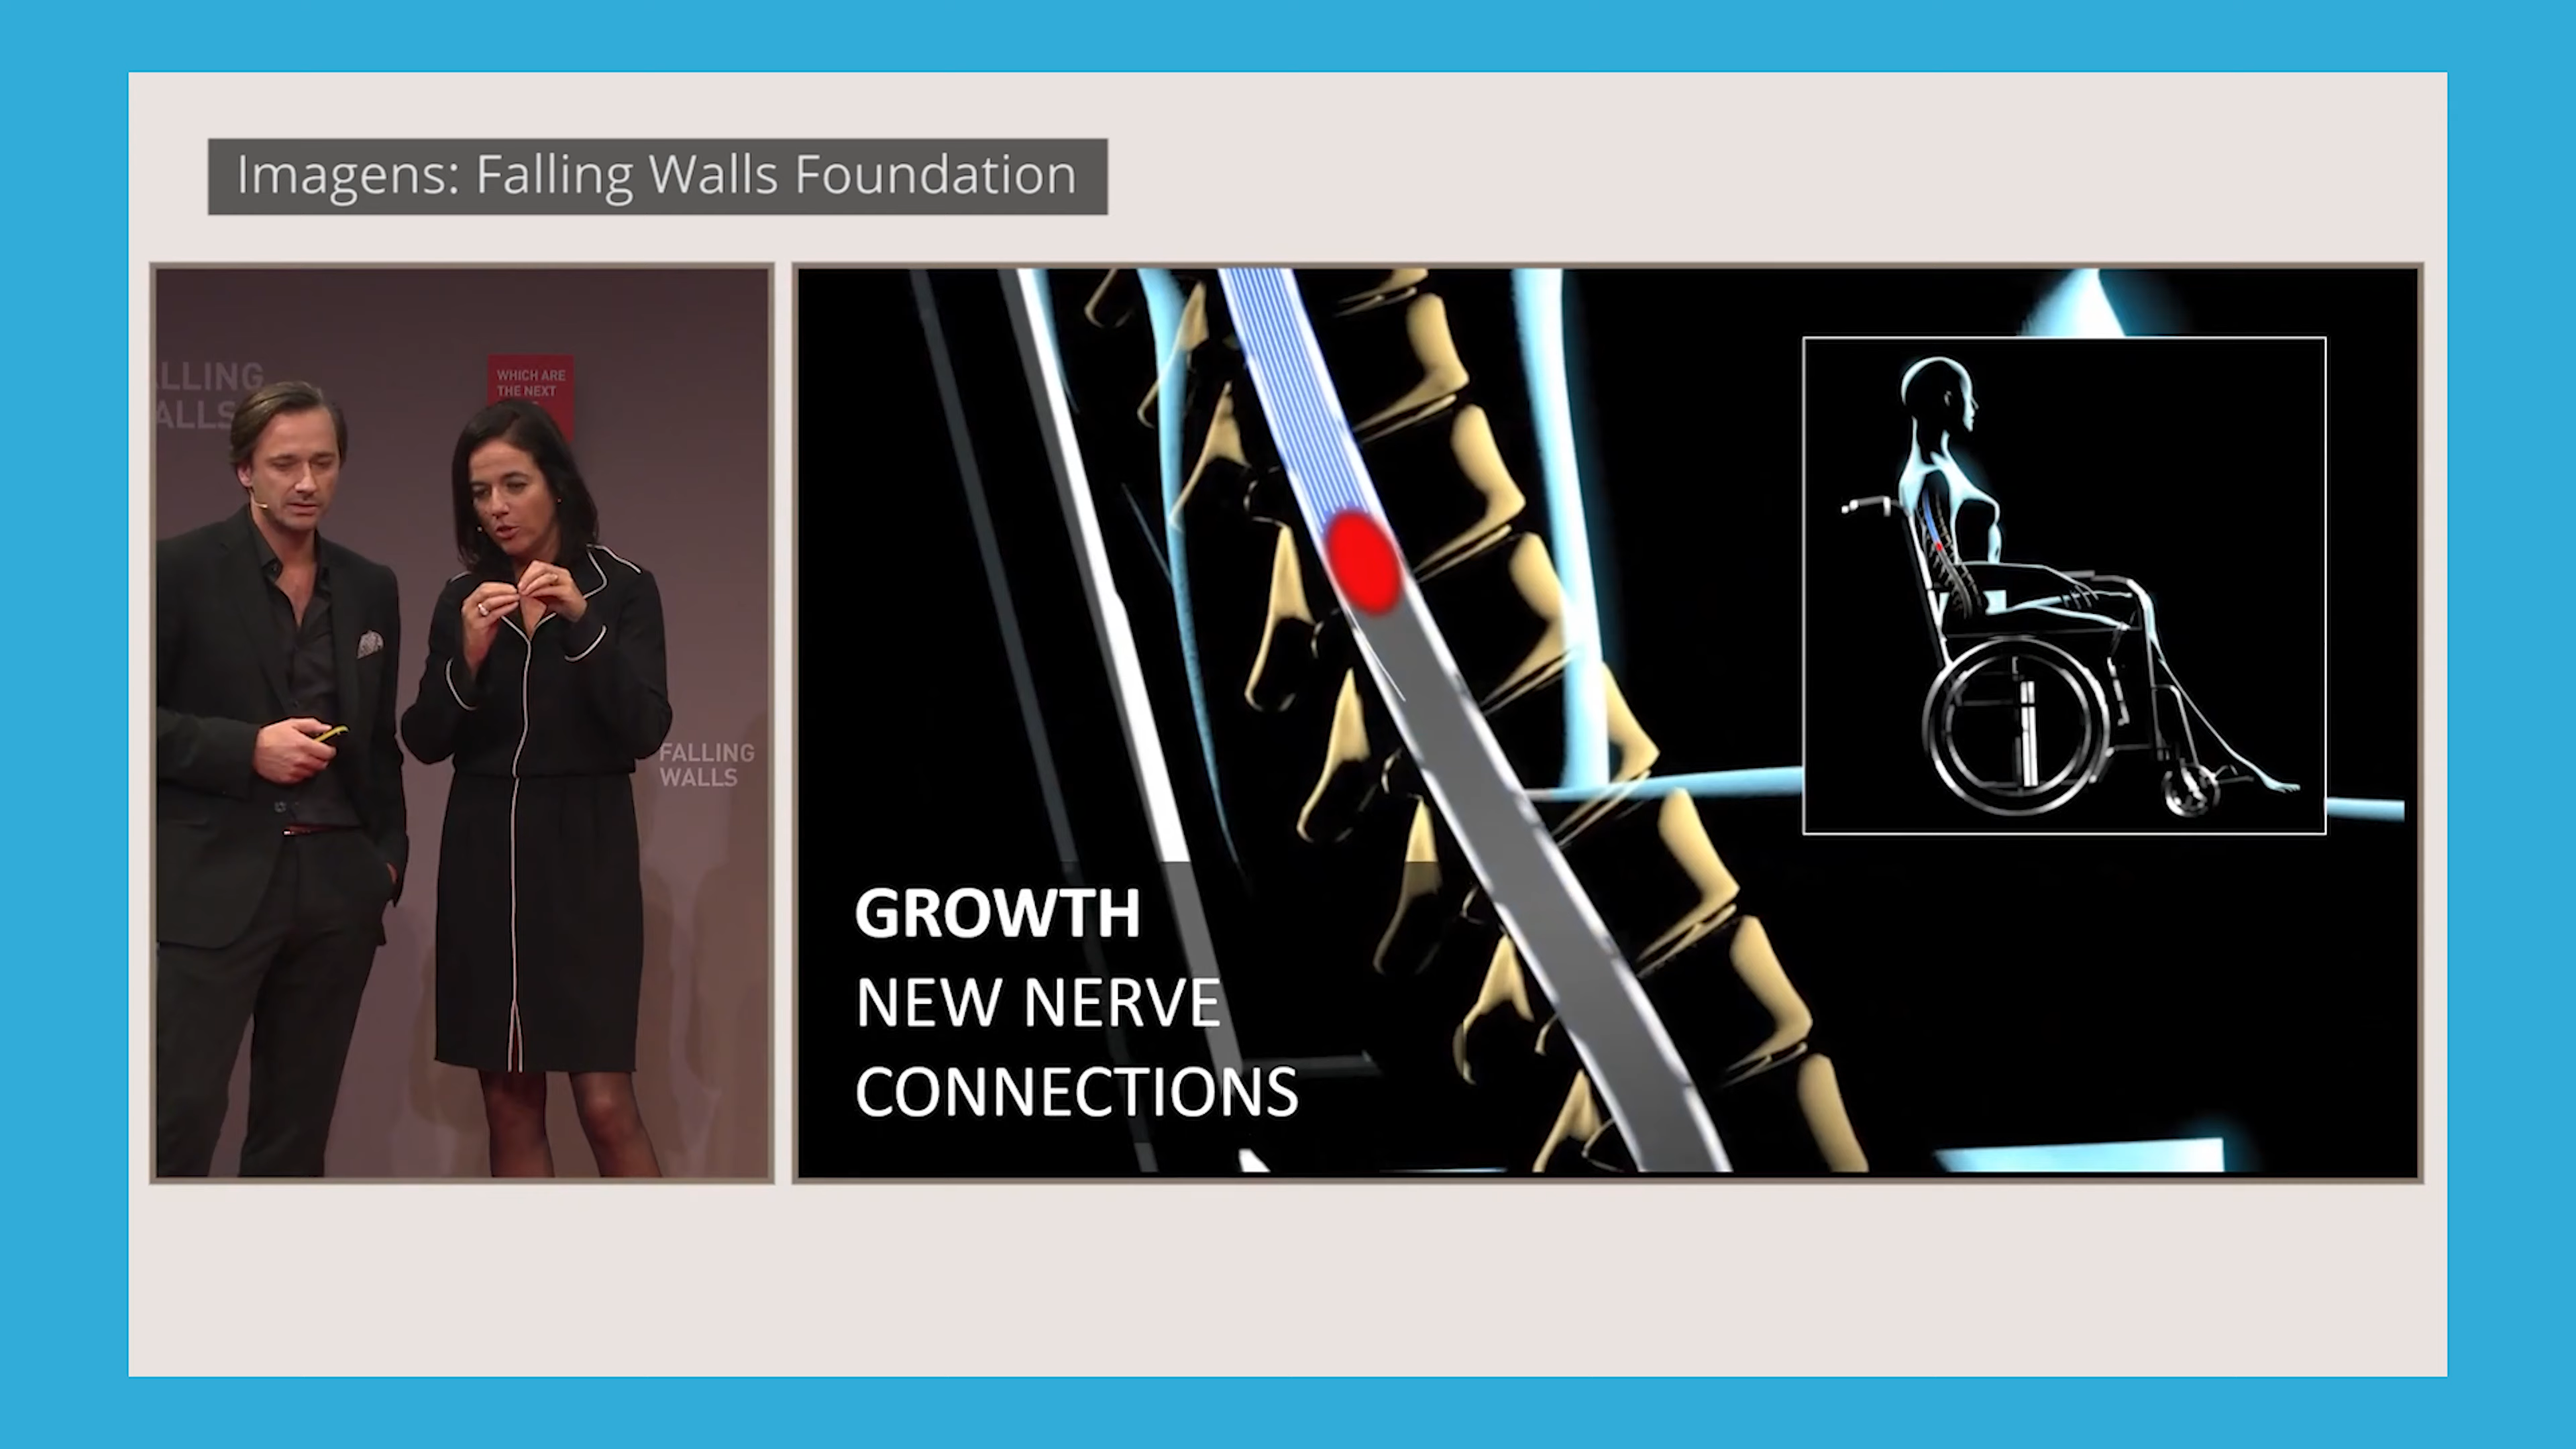 Imagens: Falling Walls Foundation
LLING
ALLS
WHICH ARE
THE NEXT
FALLING
WALLS
GROWTH
NEW NERVE
CONNECTIONS